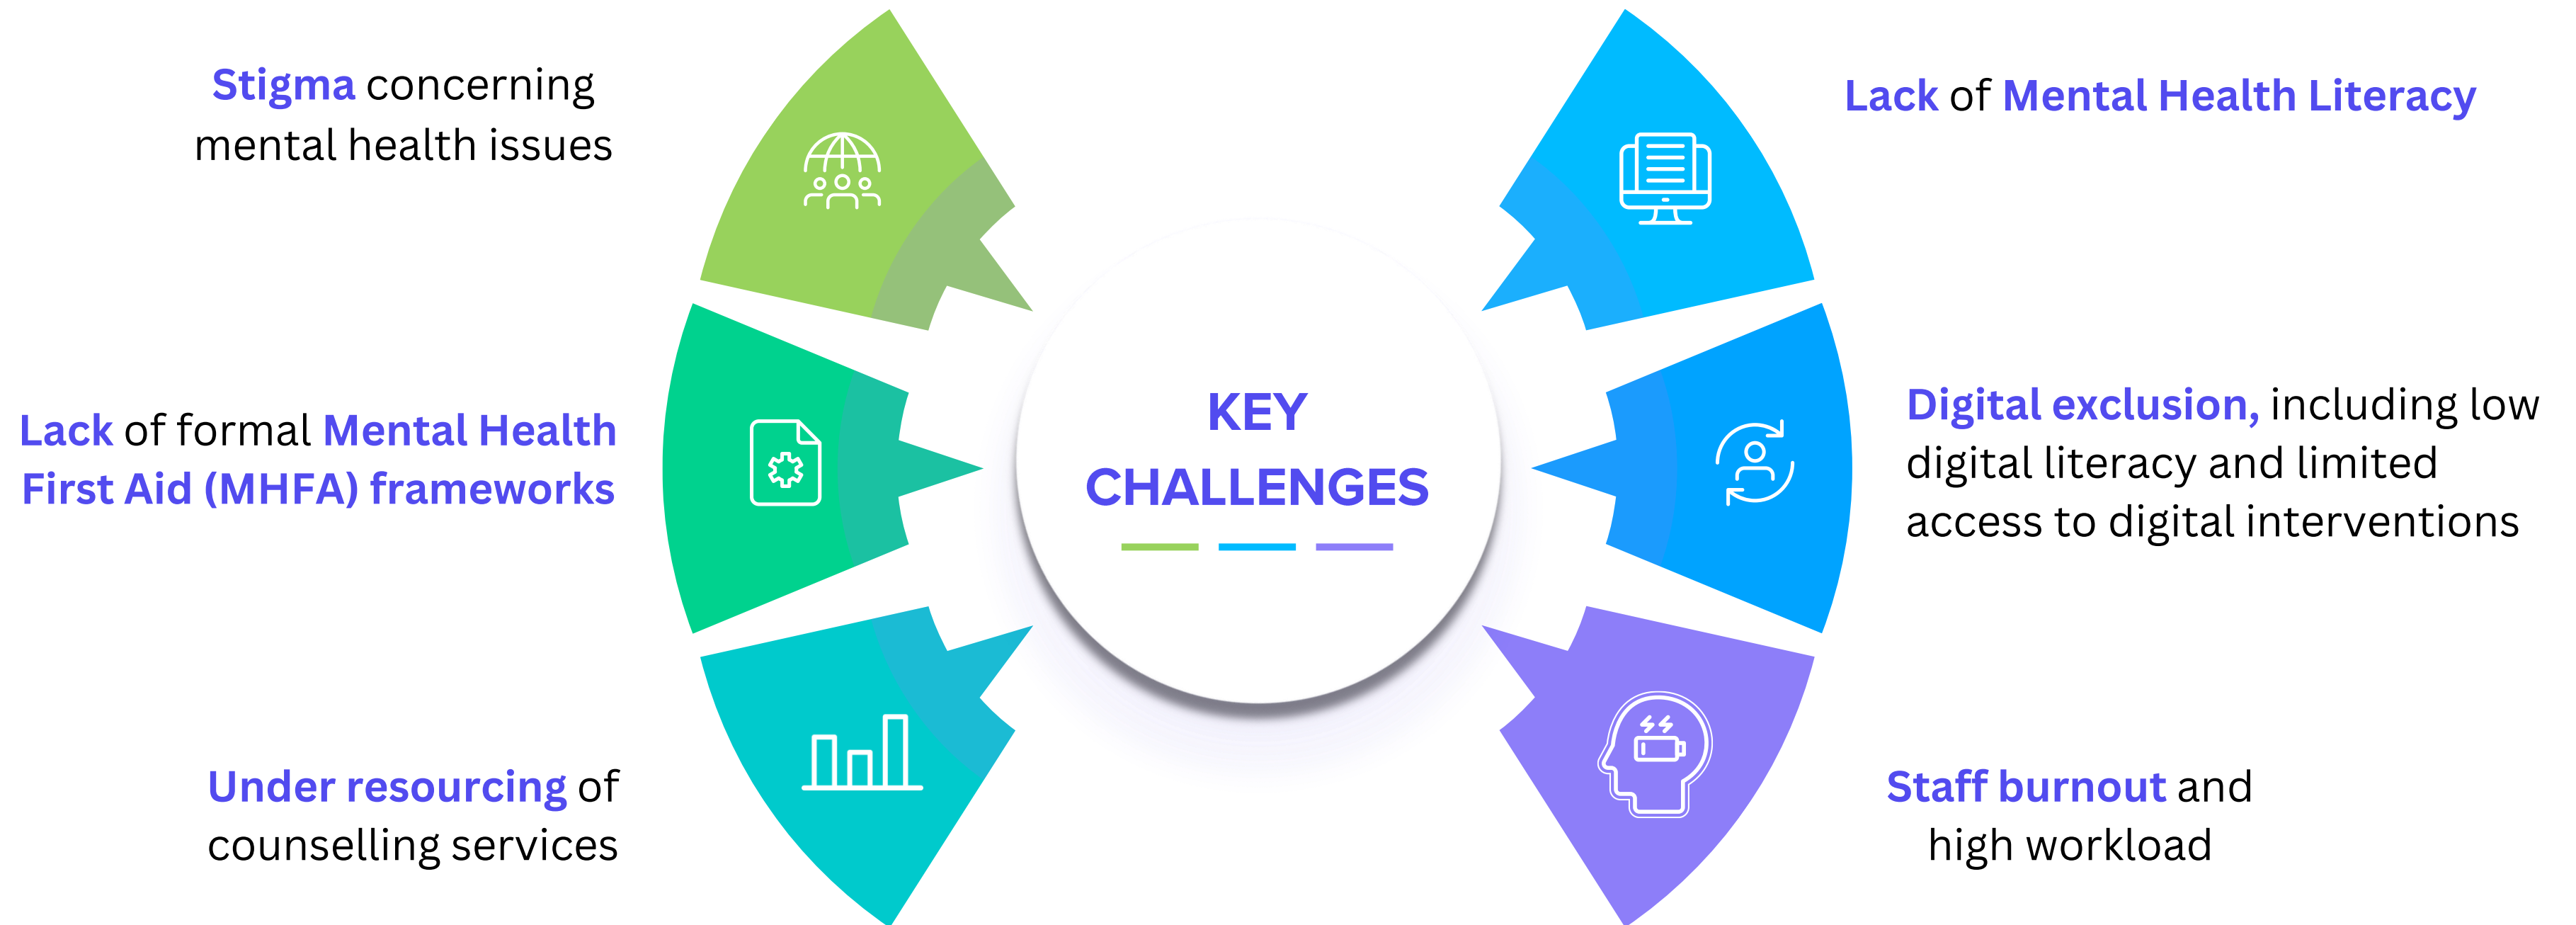 Stigma concerning
mental health issues
Lack of formal Mental Health
First Aid (MHFA) frameworks
Under resourcing of
counselling services
KEY
CHALLENGES
Lack of Mental Health Literacy
Digital exclusion, including low
digital literacy and limited
access to digital interventions
Staff burnout and
high workload